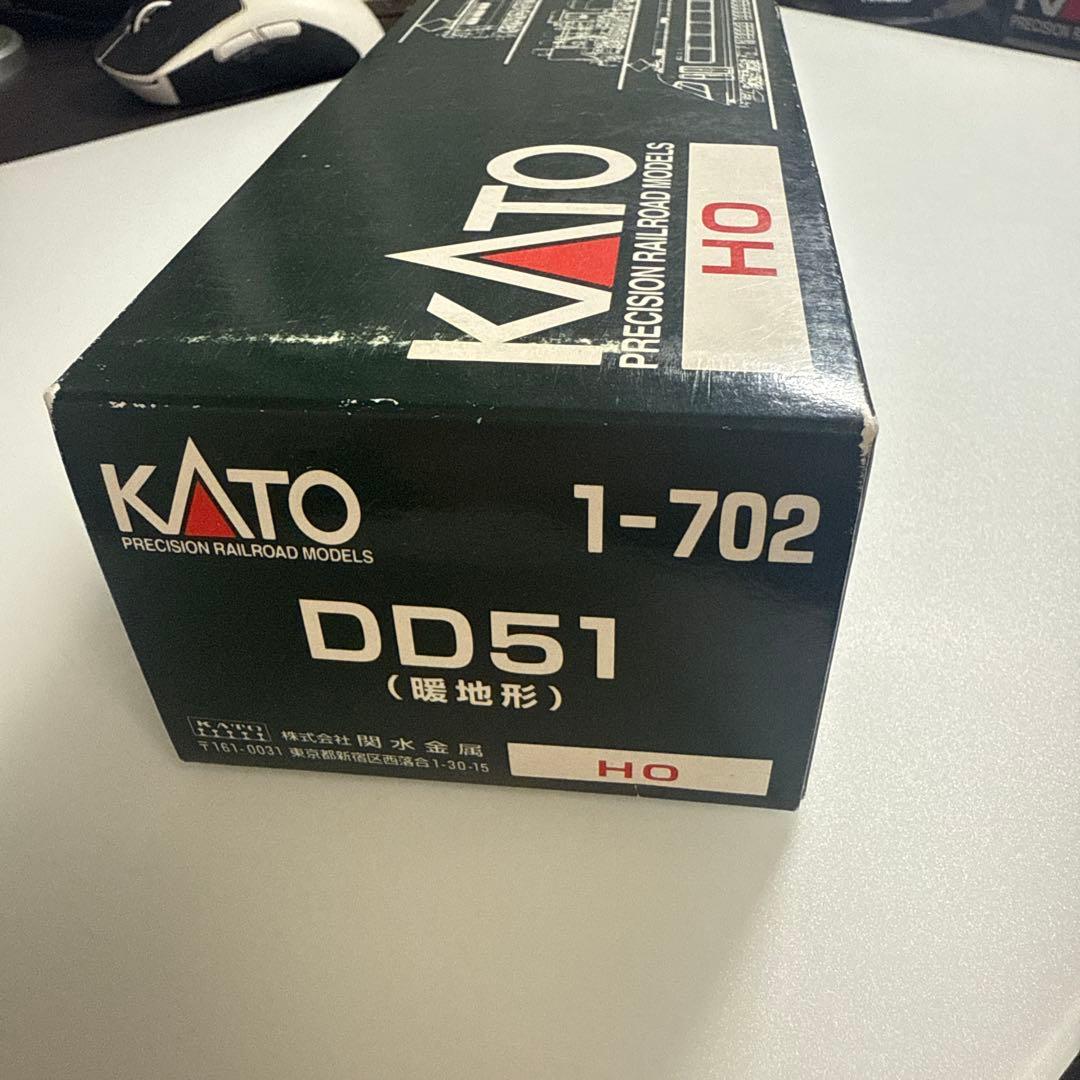 KATO
PRECISION RAILROAD MODELS
HO
KATO
PRECISION RAILROAD MODELS
1-702
DD51
(暖地形)
KATO
株式会社 関水金属
〒161-0031 東京都新宿区西落合1-30-15
HO
PRECISION